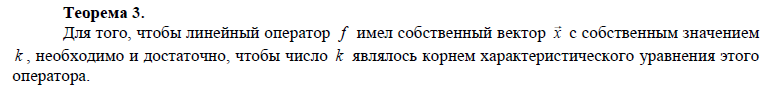 Теорема 3.
Для того, чтобы линейный оператор f имел собственный вектор x⃗ с собственным значением
k , необходимо и достаточно, чтобы число k являлось корнем характеристического уравнения этого
оператора.